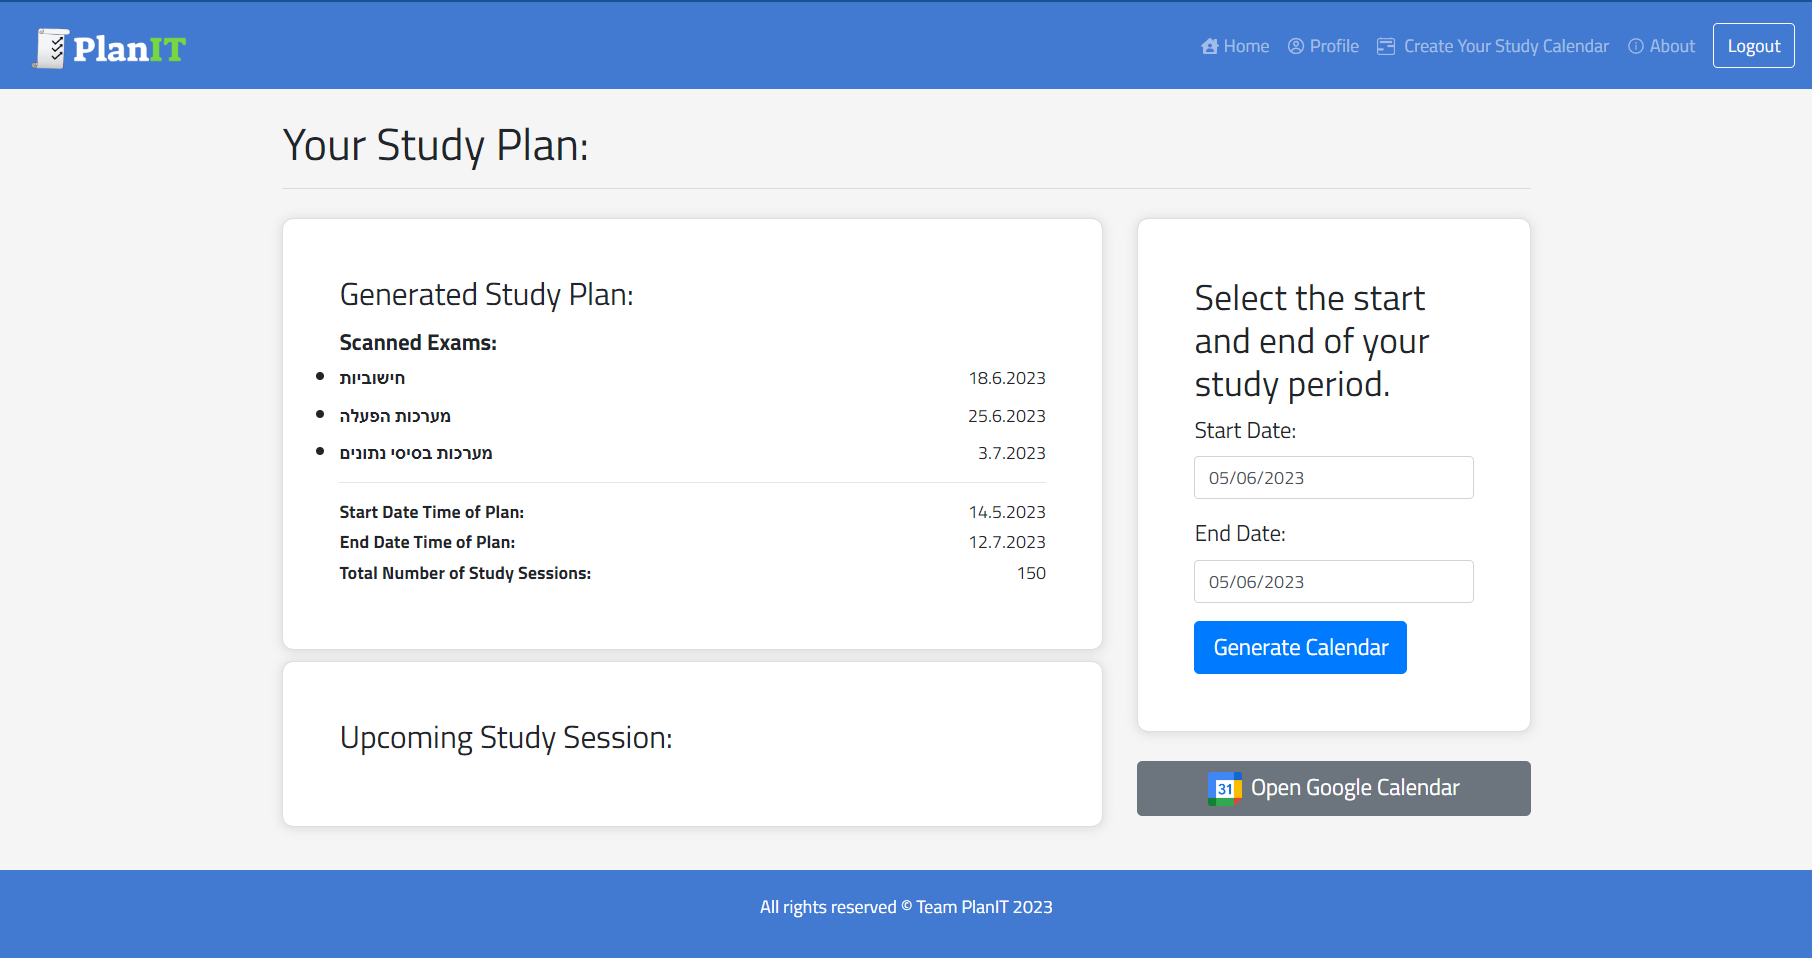 PlanIT
Home
Profile
Create Your Study Calendar
About
Logout
Your Study Plan:
Generated Study Plan:
Scanned Exams:
חישוביות 18.6.2023
מערכות הפעלה 25.6.2023
מערכות בסיסי נתונים 3.7.2023
Start Date Time of Plan: 14.5.2023
End Date Time of Plan: 12.7.2023
Total Number of Study Sessions: 150
Upcoming Study Session:
Select the start
and end of your
study period.
Start Date:
05/06/2023
End Date:
05/06/2023
Generate Calendar
31 Open Google Calendar
All rights reserved © Team PlanIT 2023